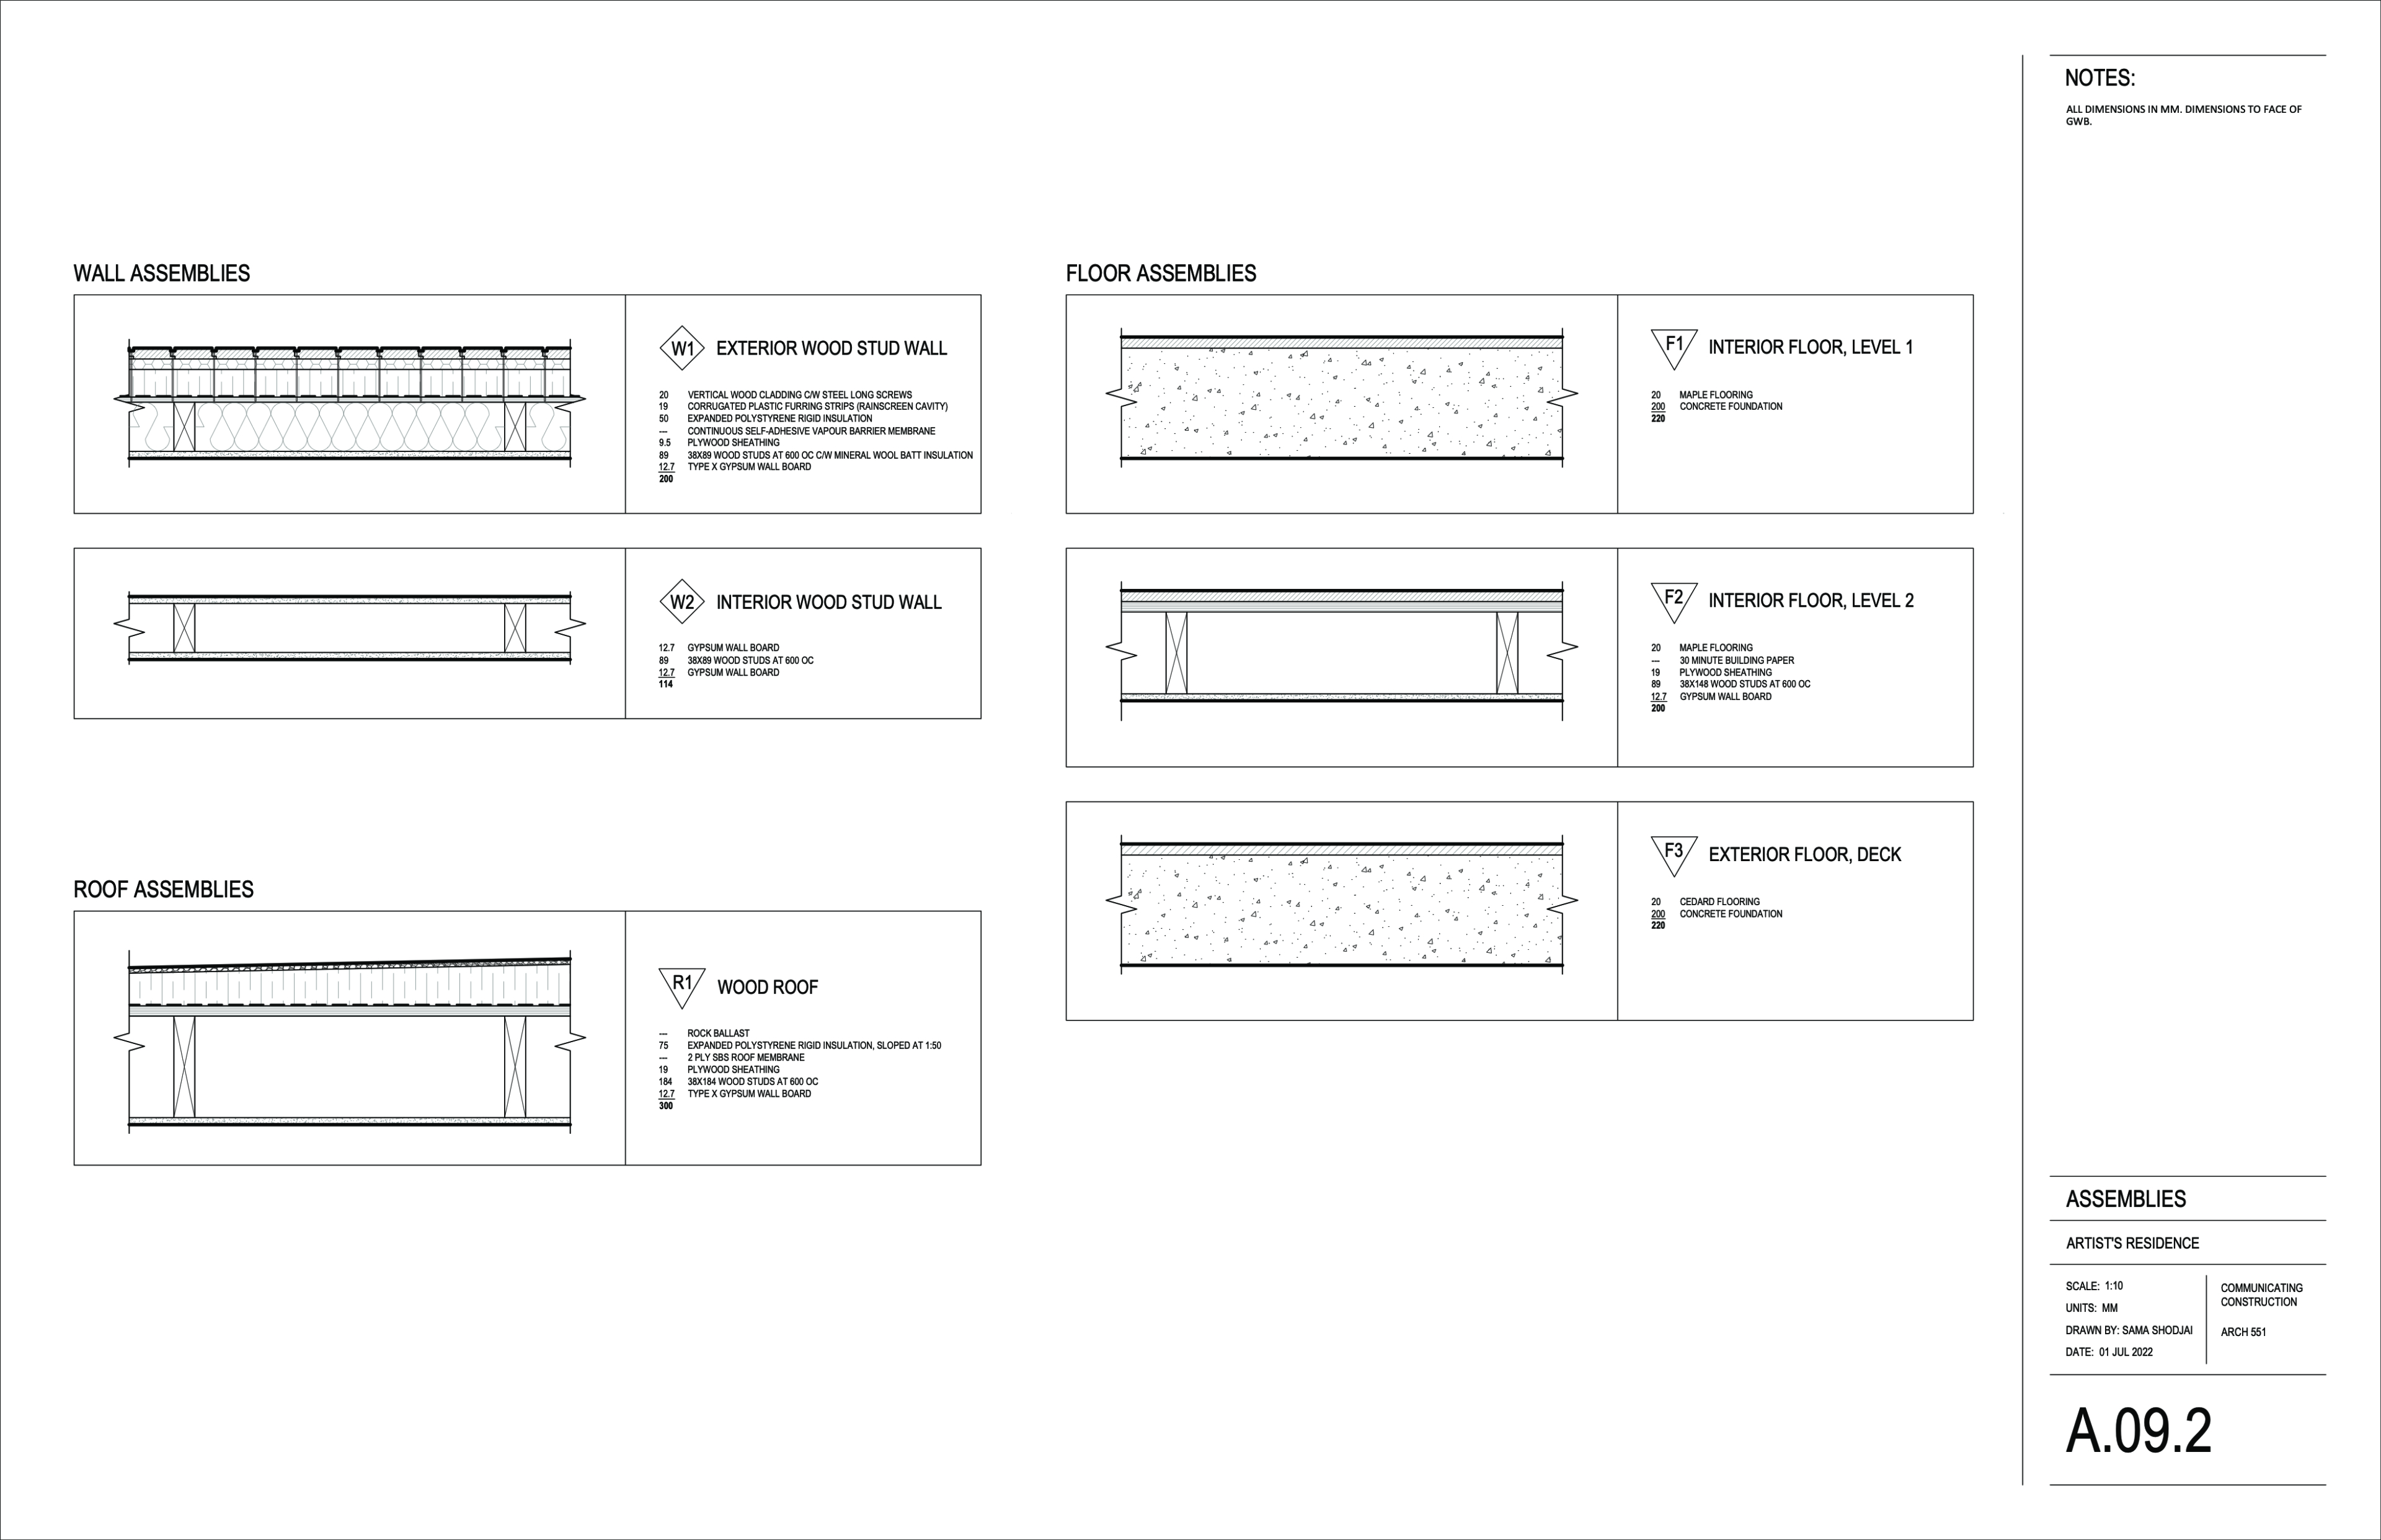 WALL ASSEMBLIES
W1 EXTERIOR WOOD STUD WALL
20 VERTICAL WOOD CLADDING C/W STEEL LONG SCREWS
19 CORRUGATED PLASTIC FURRING STRIPS (RAINSCREEN CAVITY)
50 EXPANDED POLYSTYRENE RIGID INSULATION
--- CONTINUOUS SELF-ADHESIVE VAPOUR BARRIER MEMBRANE
9.5 PLYWOOD SHEATHING
89 38X89 WOOD STUDS AT 600 OC C/W MINERAL WOOL BATT INSULATION
12.7 TYPE X GYPSUM WALL BOARD
200
W2 INTERIOR WOOD STUD WALL
12.7 GYPSUM WALL BOARD
89 38X89 WOOD STUDS AT 600 OC
12.7 GYPSUM WALL BOARD
114
ROOF ASSEMBLIES
R1 WOOD ROOF
--- ROCK BALLAST
75 EXPANDED POLYSTYRENE RIGID INSULATION, SLOPED AT 1:50
--- 2 PLY SBS ROOF MEMBRANE
19 PLYWOOD SHEATHING
184 38X184 WOOD STUDS AT 600 OC
12.7 TYPE X GYPSUM WALL BOARD
300
FLOOR ASSEMBLIES
F1 INTERIOR FLOOR, LEVEL 1
20 MAPLE FLOORING
200 CONCRETE FOUNDATION
220
F2 INTERIOR FLOOR, LEVEL 2
20 MAPLE FLOORING
--- 30 MINUTE BUILDING PAPER
19 PLYWOOD SHEATHING
89 38X148 WOOD STUDS AT 600 OC
12.7 GYPSUM WALL BOARD
200
F3 EXTERIOR FLOOR, DECK
20 CEDARD FLOORING
200 CONCRETE FOUNDATION
220
NOTES:
ALL DIMENSIONS IN MM. DIMENSIONS TO FACE OF
GWB.
ASSEMBLIES
ARTIST'S RESIDENCE
SCALE: 1:10
UNITS: MM
DRAWN BY: SAMA SHODJAI
DATE: 01 JUL 2022
COMMUNICATING
CONSTRUCTION
ARCH 551
A.09.2